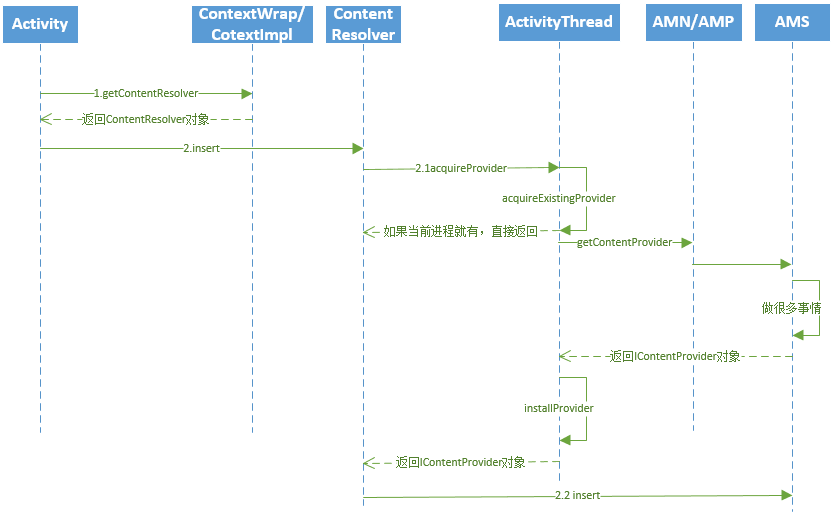 Activity
ContextWrap/
CotextImpl
Content
Resolver
ActivityThread
AMN/AMP
AMS
1.getContentResolver
返回ContentResolver对象
2.insert
2.1acquireProvider
acquireExistingProvider
如果当前进程就有，直接返回
getContentProvider
做很多事情
返回IContentProvider对象
installProvider
返回IContentProvider对象
2.2 insert